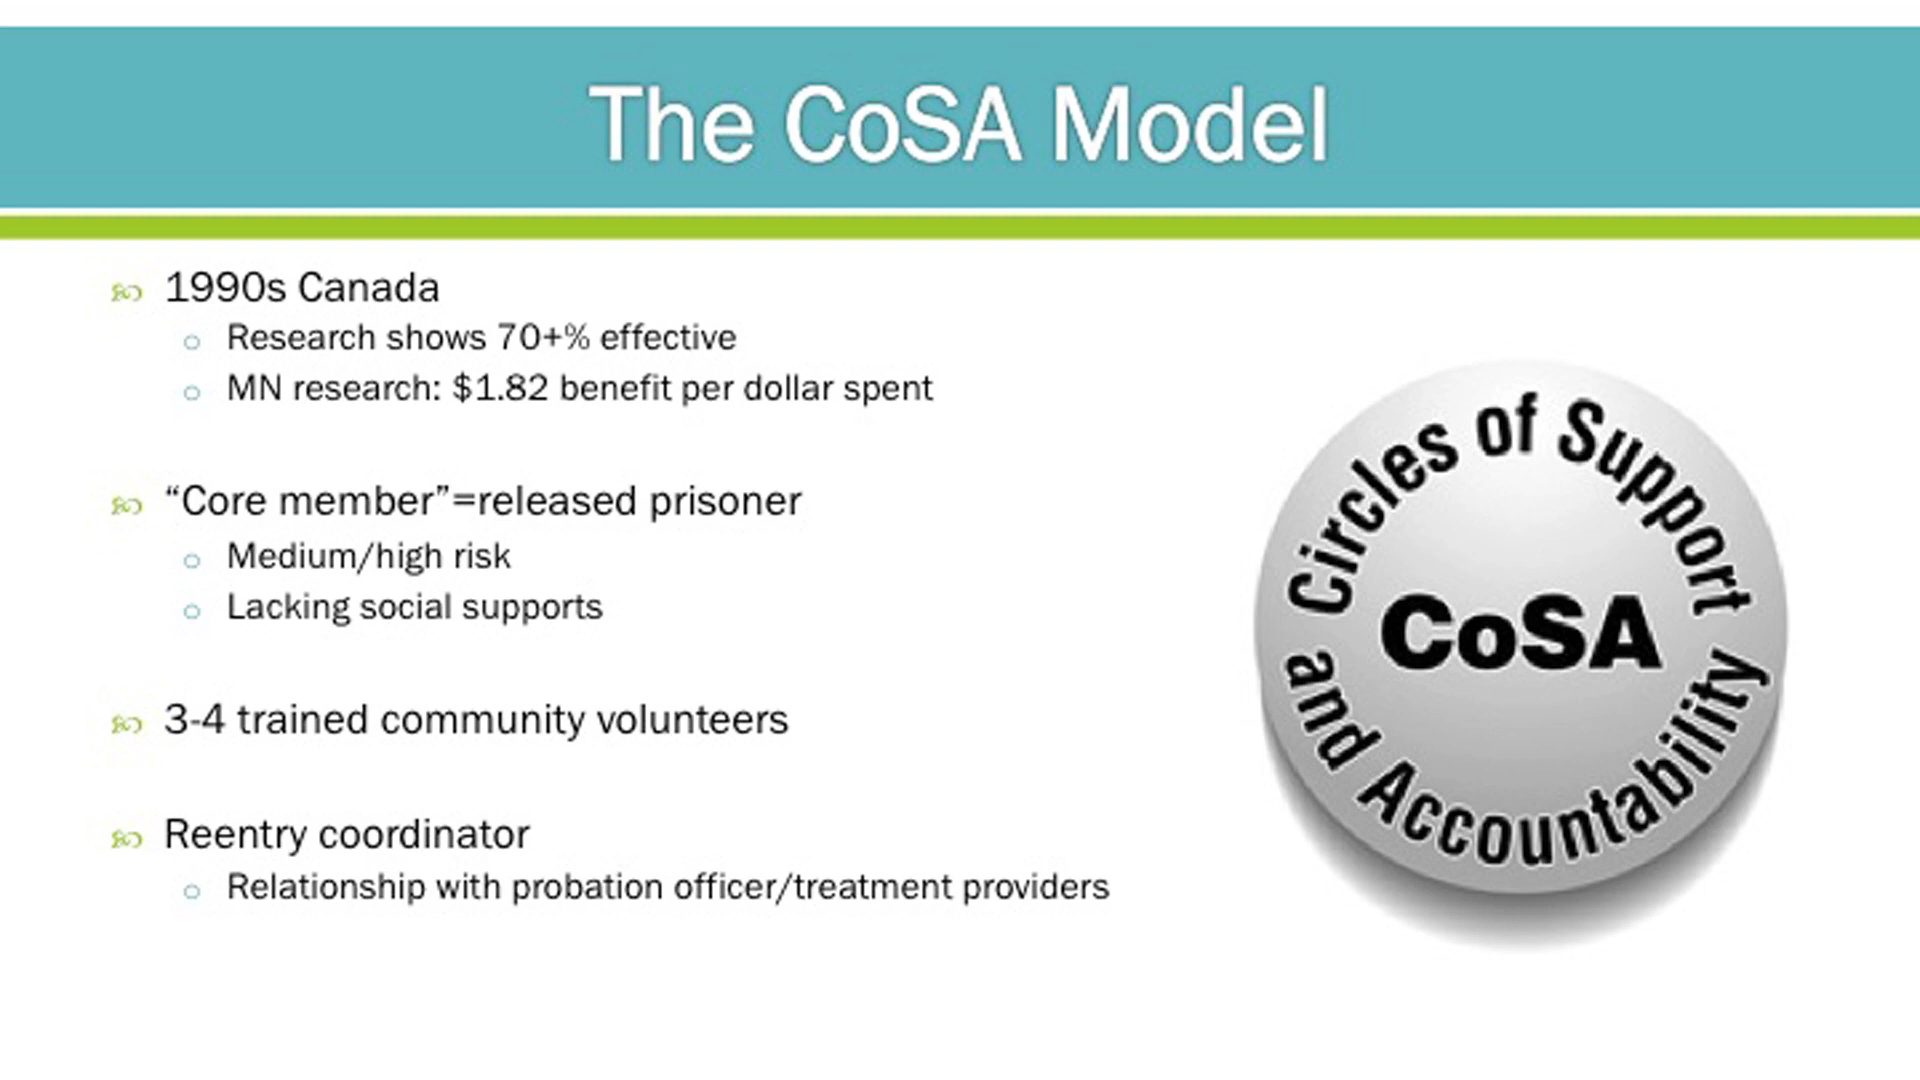 The CoSA Model
1990s Canada
Research shows 70+% effective
MN research: $1.82 benefit per dollar spent
“Core member”=released prisoner
Medium/high risk
Lacking social supports
3-4 trained community volunteers
Reentry coordinator
Relationship with probation officer/treatment providers
Circles of Support
CoSA
and Accountability